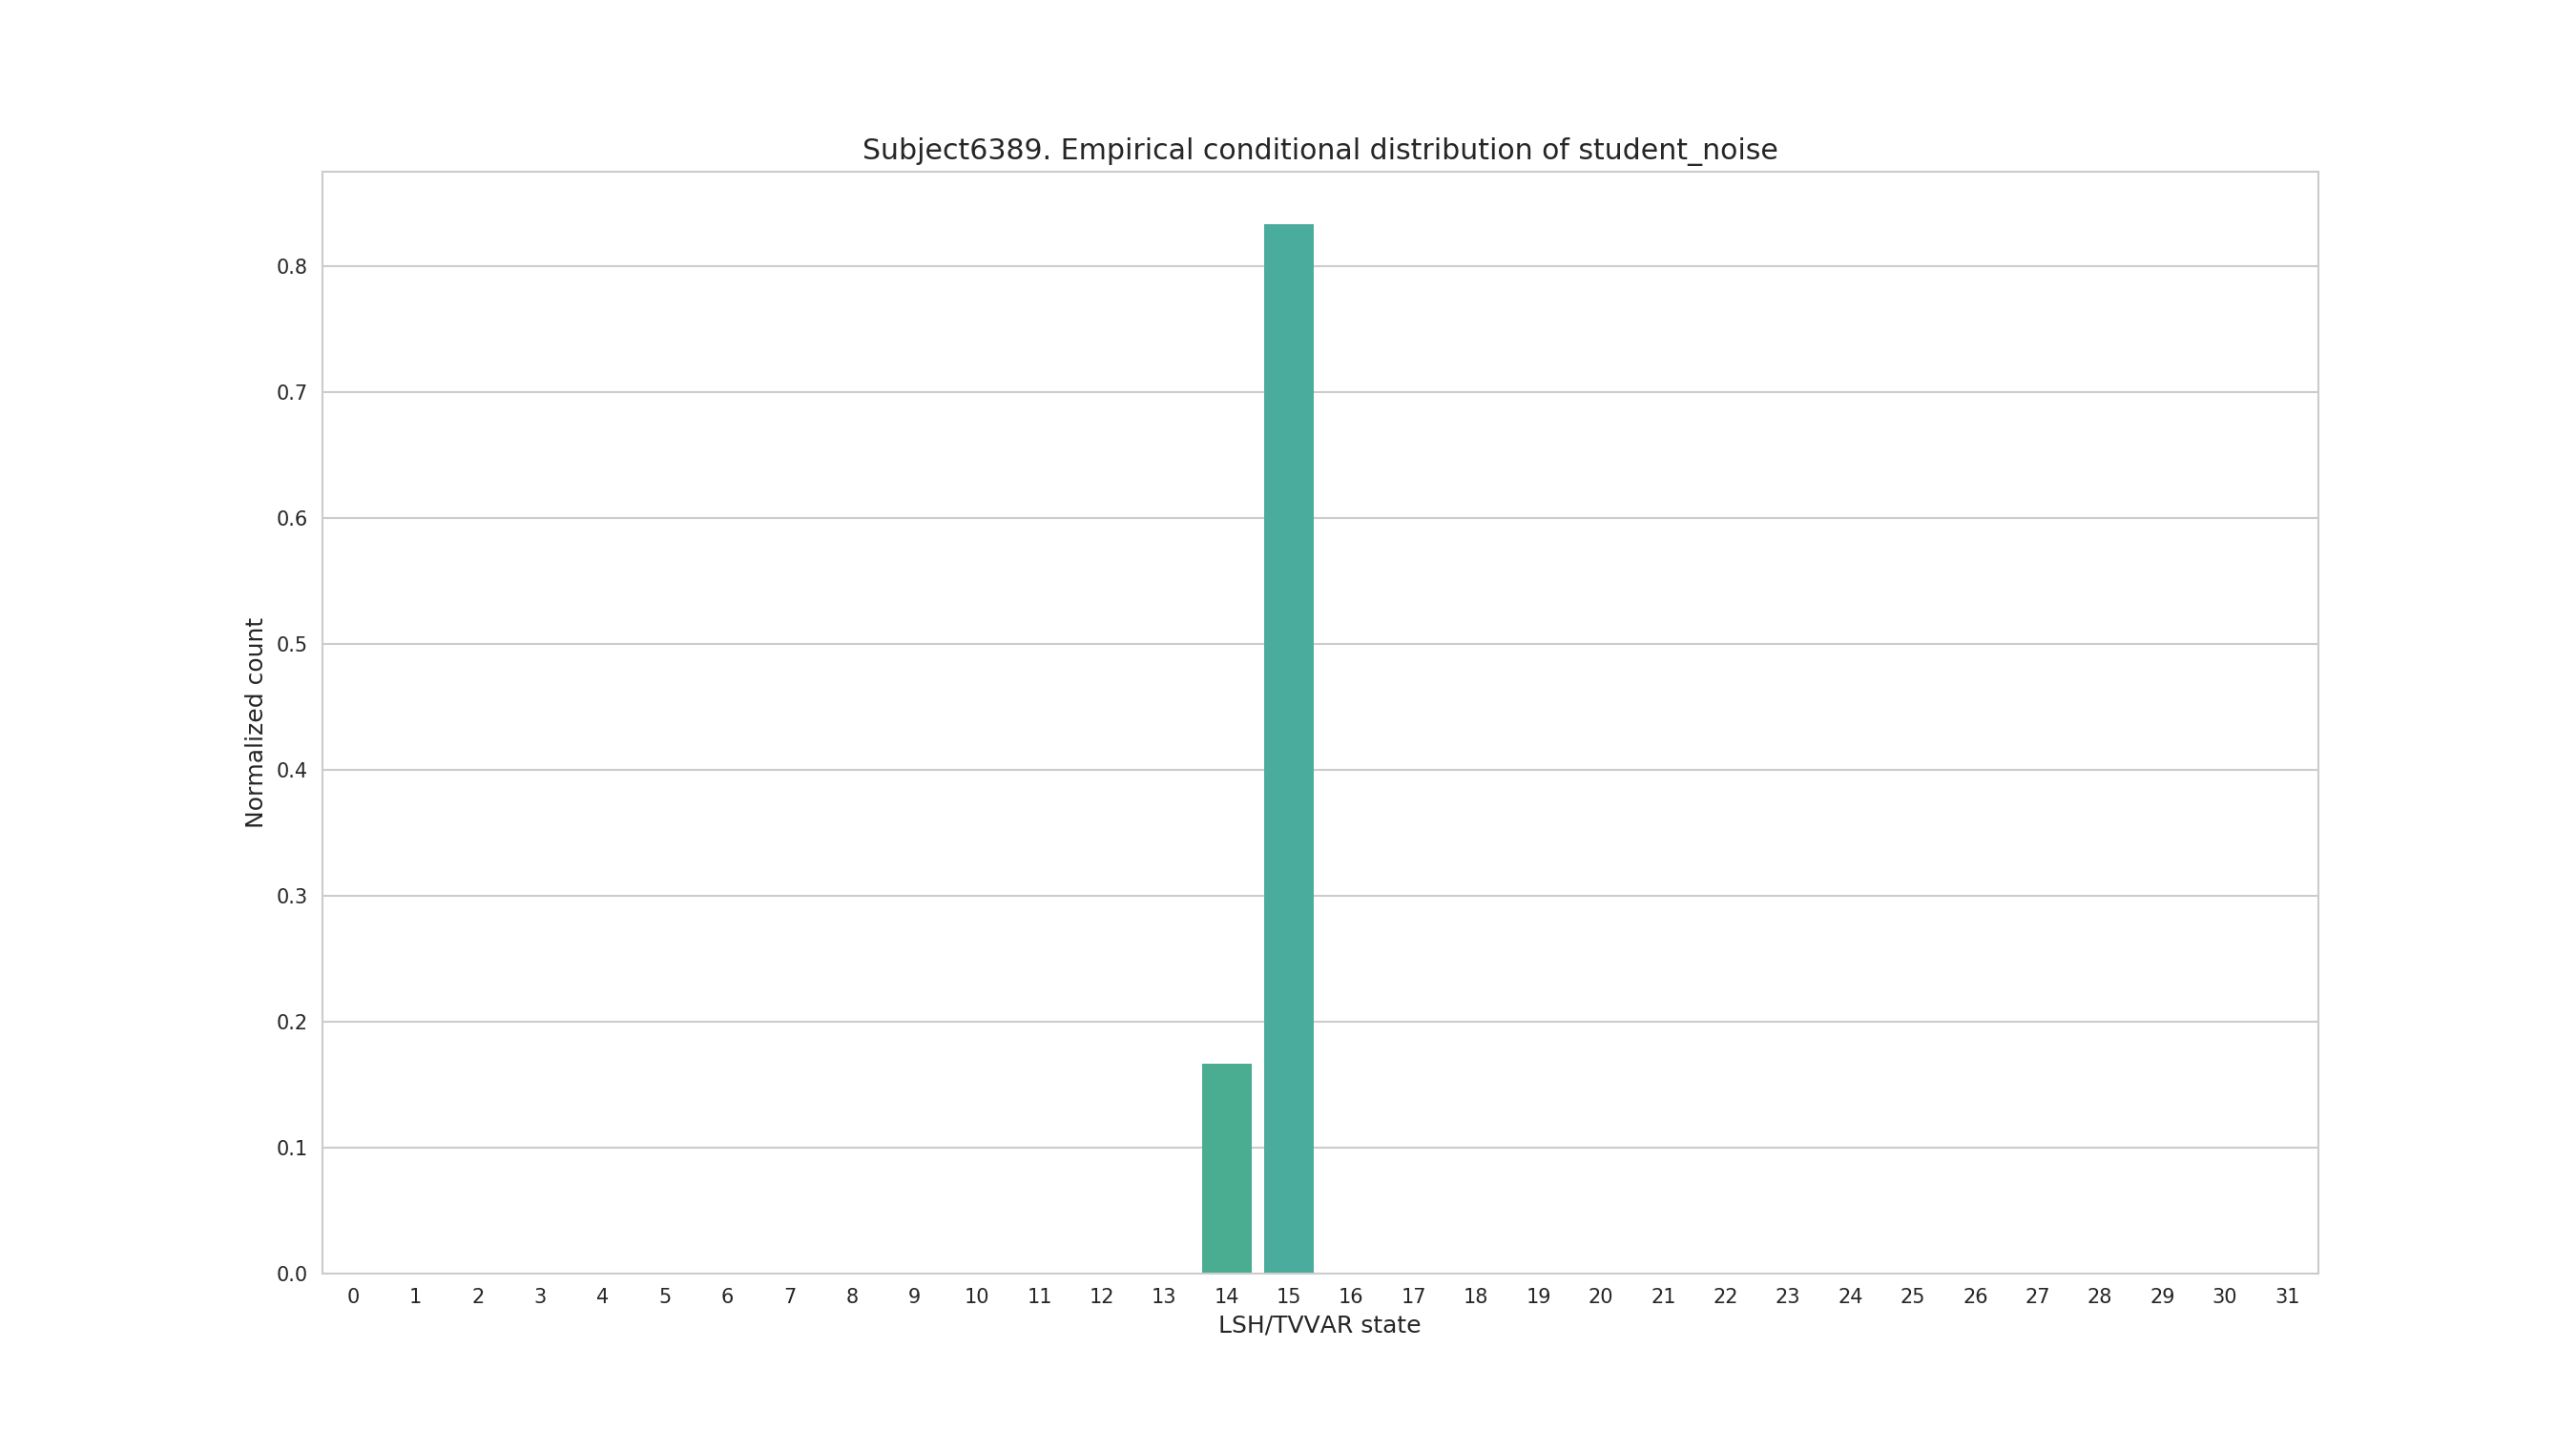 Subject6389. Empirical conditional distribution of student_noise
0.8
0.7
0.6
0.5
0.4
0.3
0.2
0.1
0.0
Normalized count
0 1 2 3 4 5 6 7 8 9 10 11 12 13 14 15 16 17 18 19 20 21 22 23 24 25 26 27 28 29 30 31
LSH/TVVAR state